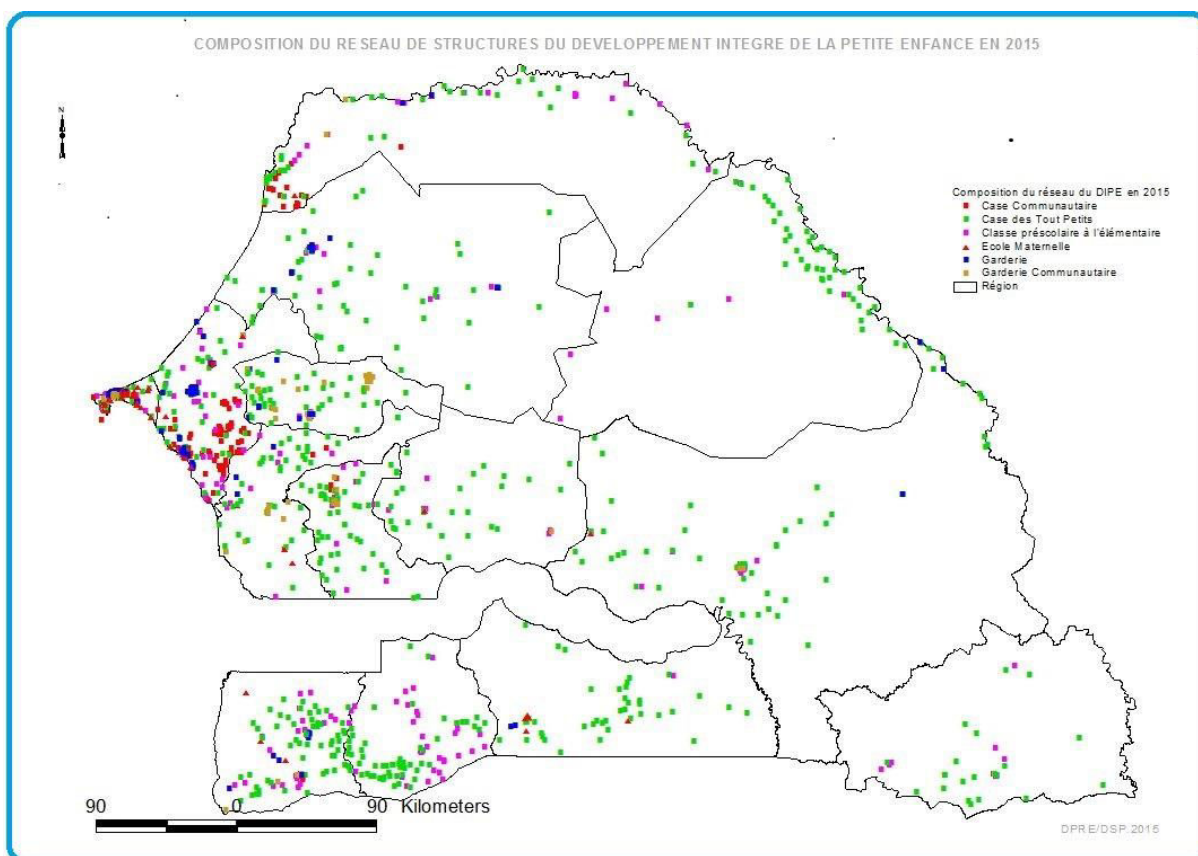 COMPOSITION DU RESEAU DE STRUCTURES DU DEVELOPPEMENT INTEGRE DE LA PETITE ENFANCE EN 2015
N
Composition du réseau du DIPE en 2015
Case Communautaire
Case des Tout Petits
Classe préscolaire à l'élémentaire
Ecole Maternelle
Garderie
Garderie Communautaire
Région
90 0 90 Kilometers
DPRE/DSP.2015